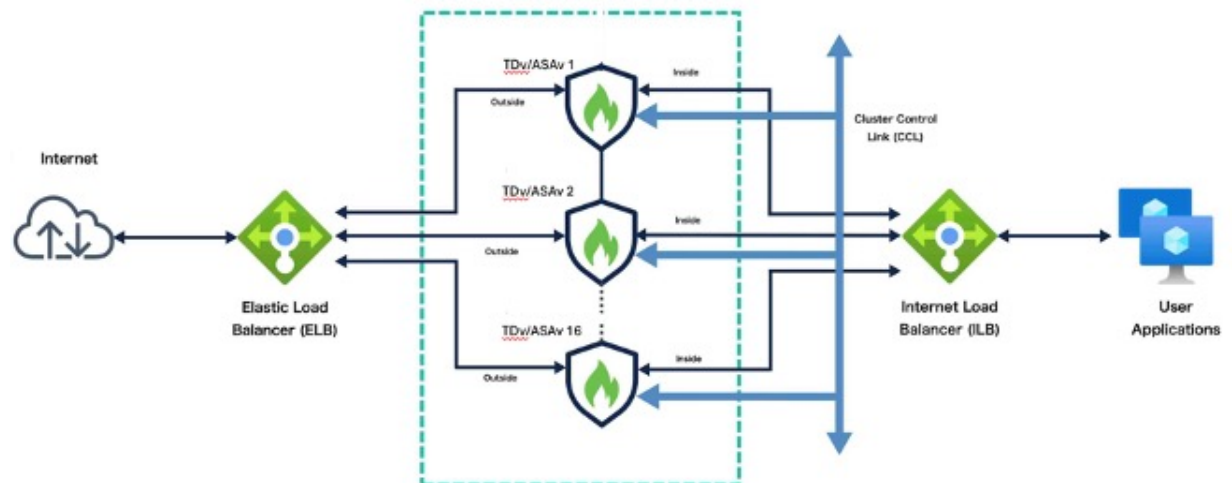 Internet
Elastic Load
Balancer (ELB)
TDv/ASAv 1
Outside
Inside
TDv/ASAv 2
Outside
Inside
TDv/ASAv 16
Outside
Inside
Cluster Control
Link (CCL)
Internet Load
Balancer (ILB)
User
Applications